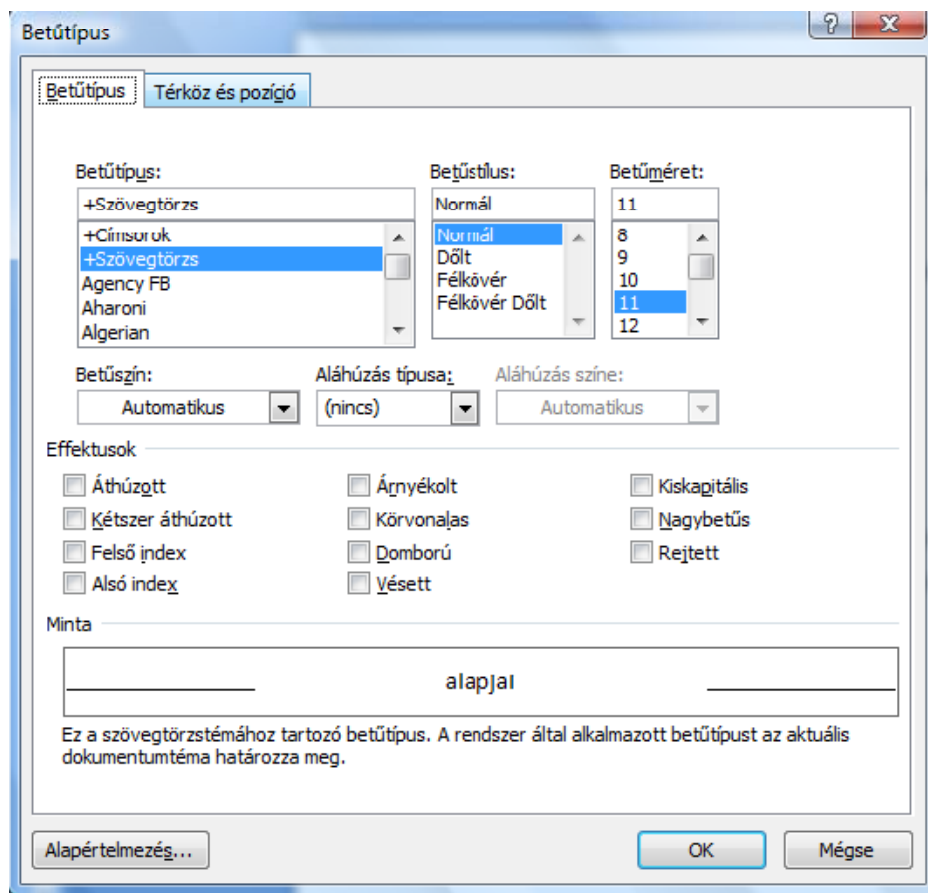 Betűtípus
Betűtípus Térköz és pozíció
Betűtípus: Betűstílus: Betűméret:
+Szövegtörzs Normál 11
+Címsorok Normál 8
+Szövegtörzs Dőlt 9
Agency FB Félkövér 10
Aharoni Félkövér Dőlt 11
Algerian 12
Betűszín: Aláhúzás típusa: Aláhúzás színe:
Automatikus (nincs) Automatikus
Effektusok
Áthúzott Árnyékolt Kiskapitális
Kétszer áthúzott Körvonalas Nagybetűs
Felső index Domború Rejtett
Alsó index Vésett
Minta
alapjai
Ez a szövegtörzstémához tartozó betűtípus. A rendszer által alkalmazott betűtípust az aktuális
dokumentumtéma határozza meg.
Alapértelmezés... OK Mégse